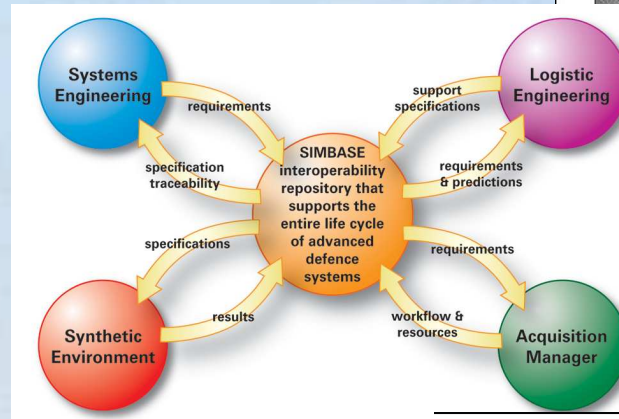 Systems
Engineering
requirements
support
specifications
Logistic
Engineering
SIMBASE
interoperability
repository that
supports the
entire life cycle
of advanced
defence
systems
specification
traceability
requirements
& predictions
specifications
requirements
results
workflow &
resources
Synthetic
Environment
Acquisition
Manager